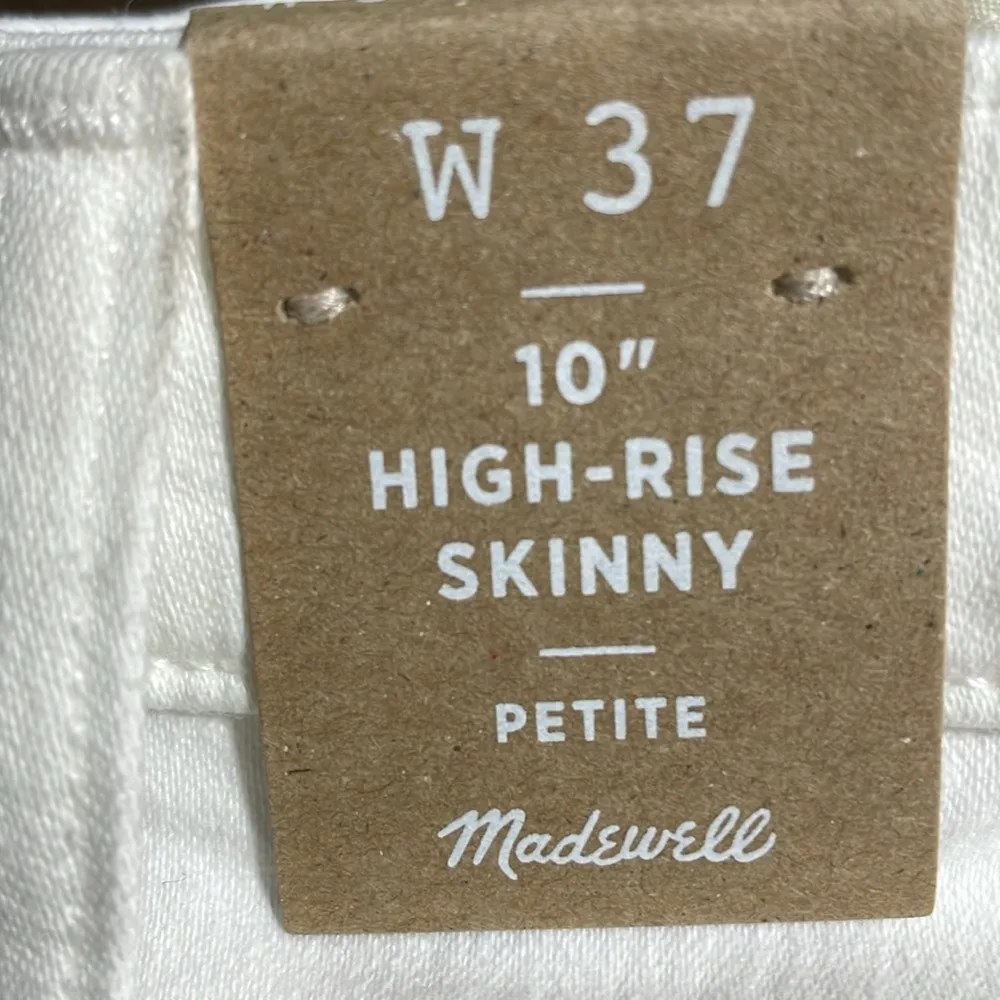 W 37
10"
HIGH-RISE
SKINNY
PETITE
Madewell